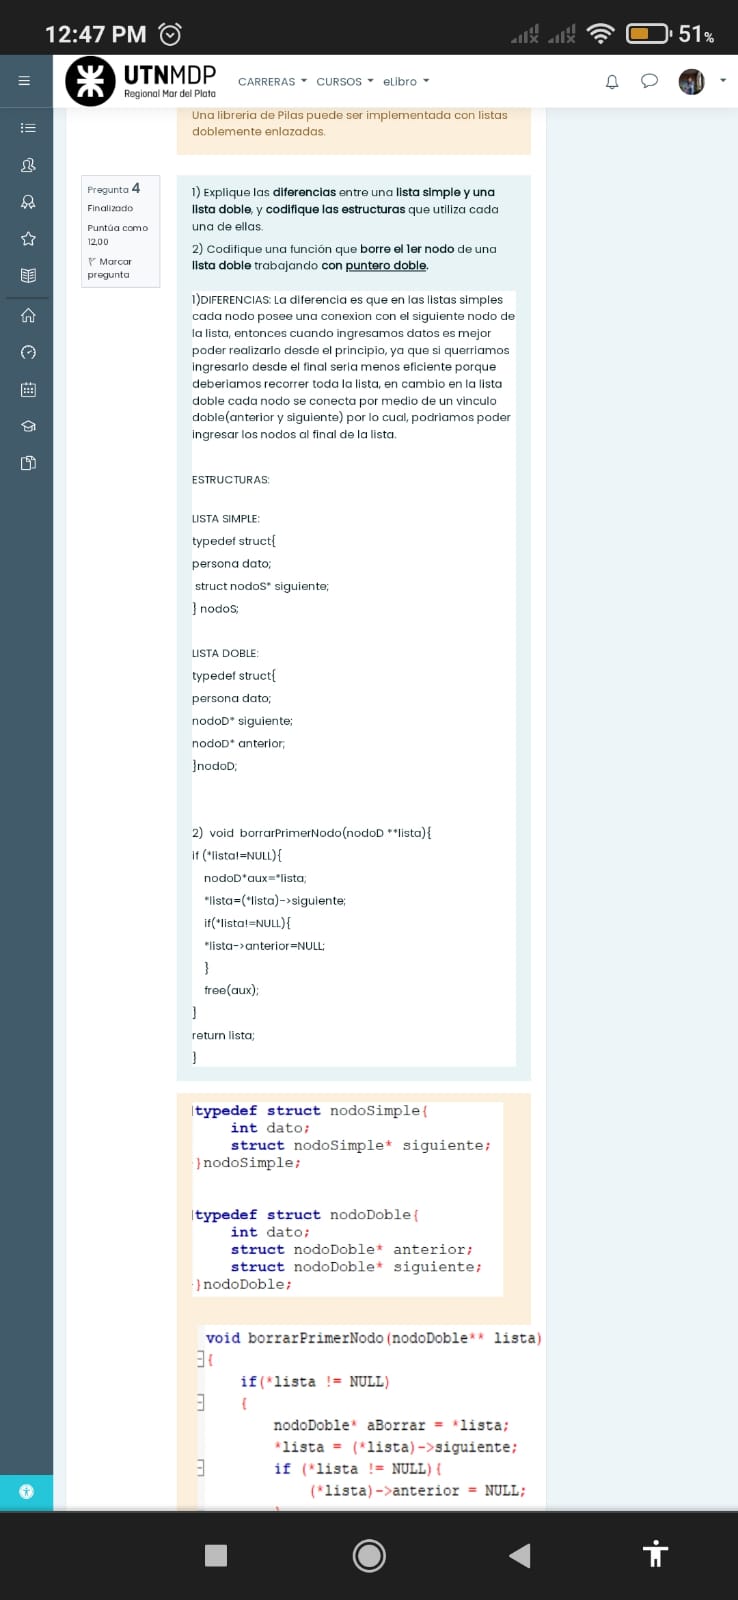 12:47 PM
51%
UTNMDP
Regional Mar del Plata
CARRERAS CURSOS eLibro
Una libreria de Pilas puede ser implementada con listas
doblemente enlazadas.
Pregunta 4
Finalizado
Puntúa como
12,00
Marcar
pregunta
1) Explique las diferencias entre una lista simple y una
lista doble, y codifique las estructuras que utiliza cada
una de ellas.
2) Codifique una función que borre el 1er nodo de una
lista doble trabajando con puntero doble.
1)DIFERENCIAS: La diferencia es que en las listas simples
cada nodo posee una conexion con el siguiente nodo de
la lista, entonces cuando ingresamos datos es mejor
poder realizarlo desde el principio, ya que si querriamos
ingresarlo desde el final seria menos eficiente porque
deberiamos recorrer toda la lista, en cambio en la lista
doble cada nodo se conecta por medio de un vinculo
doble(anterior y siguiente) por lo cual, podriamos poder
ingresar los nodos al final de la lista.
ESTRUCTURAS:
LISTA SIMPLE:
typedef struct{
persona dato;
struct nodoS* siguiente;
} nodoS;
LISTA DOBLE:
typedef struct{
persona dato;
nodoD* siguiente;
nodoD* anterior;
}nodoD;
2) void borrarPrimerNodo(nodoD **lista){
if (*lista!=NULL){
nodoD*aux=*lista;
*lista=(*lista)->siguiente;
if(*lista!=NULL){
*lista->anterior=NULL;
}
free(aux);
}
return lista;
}
typedef struct nodoSimple{
int dato;
struct nodoSimple* siguiente;
}nodoSimple;
typedef struct nodoDoble{
int dato;
struct nodoDoble* anterior;
struct nodoDoble* siguiente;
}nodoDoble;
void borrarPrimerNodo(nodoDoble** lista)
{
if(*lista != NULL)
{
nodoDoble* aBorrar = *lista;
*lista = (*lista)->siguiente;
if (*lista != NULL){
(*lista)->anterior = NULL;